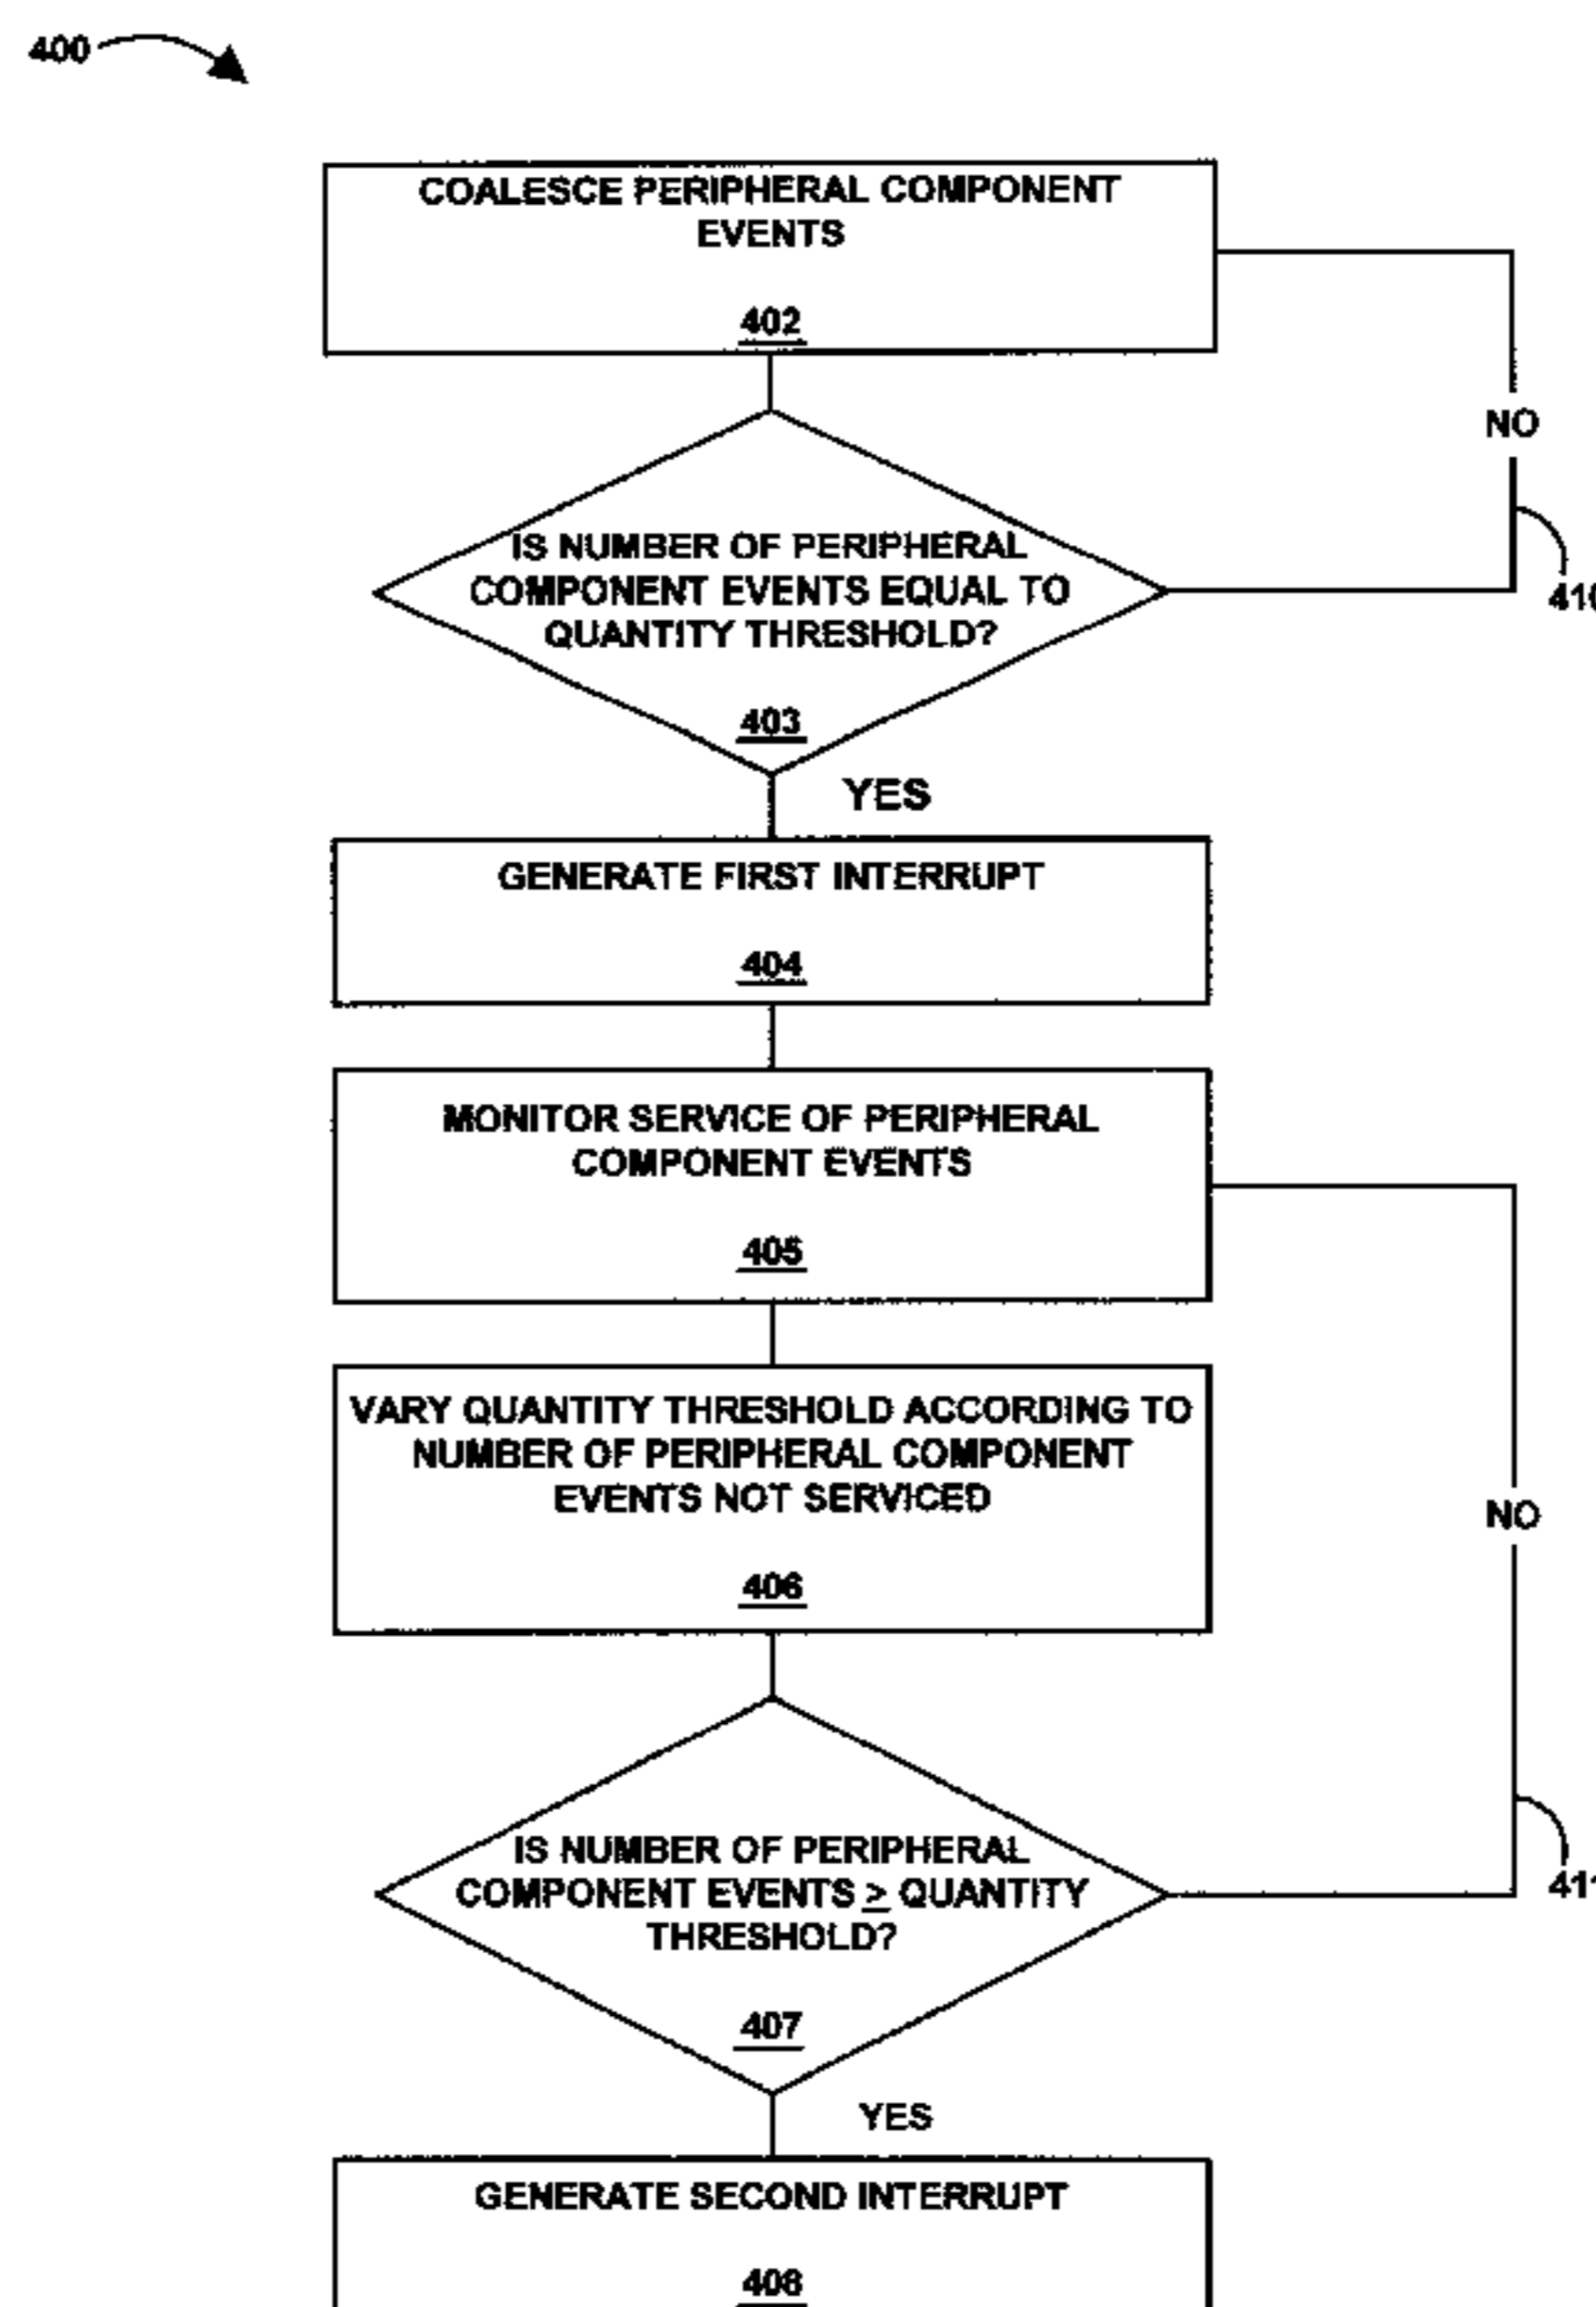 400
COALESCE PERIPHERAL COMPONENT
EVENTS
402
NO
IS NUMBER OF PERIPHERAL
COMPONENT EVENTS EQUAL TO
QUANTITY THRESHOLD?
410
403
YES
GENERATE FIRST INTERRUPT
404
MONITOR SERVICE OF PERIPHERAL
COMPONENT EVENTS
405
VARY QUANTITY THRESHOLD ACCORDING TO
NUMBER OF PERIPHERAL COMPONENT
EVENTS NOT SERVICED
NO
406
IS NUMBER OF PERIPHERAL
COMPONENT EVENTS ≥ QUANTITY
THRESHOLD?
411
407
YES
GENERATE SECOND INTERRUPT
408